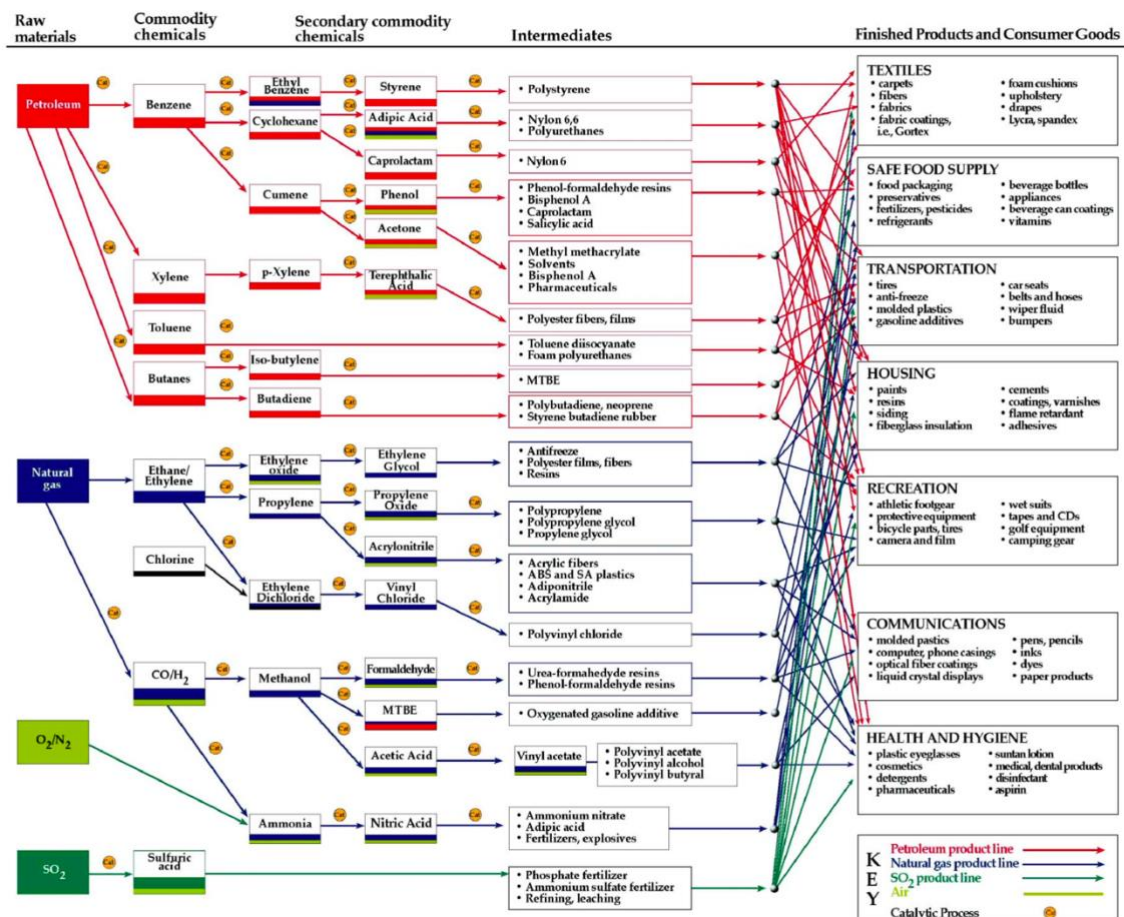 Raw materials
Commodity chemicals
Secondary commodity chemicals
Intermediates
Finished Products and Consumer Goods
Petroleum
Benzene
Ethyl Benzene
Styrene
• Polystyrene
Cyclohexane
Adipic Acid
• Nylon 6,6
• Polyurethanes
Caprolactam
• Nylon 6
Cumene
Phenol
• Phenol-formaldehyde resins
• Bisphenol A
• Caprolactam
• Salicylic acid
Acetone
• Methyl methacrylate
• Solvents
• Bisphenol A
• Pharmaceuticals
Xylene
p-Xylene
Terephthalic Acid
• Polyester fibers, films
Toluene
• Toluene diisocyanate
• Foam polyurethanes
Butanes
Iso-butylene
• MTBE
Butadiene
• Polybutadiene, neoprene
• Styrene butadiene rubber
Natural gas
Ethane/ Ethylene
Ethylene oxide
Ethylene Glycol
• Antifreeze
• Polyester films, fibers
• Resins
Propylene
Propylene Oxide
• Polypropylene
• Polypropylene glycol
• Propylene glycol
Acrylonitrile
• Acrylic fibers
• ABS and SA plastics
• Adiponitrile
• Acrylamide
Chlorine
Ethylene Dichloride
Vinyl Chloride
• Polyvinyl chloride
CO/H2
Methanol
Formaldehyde
• Urea-formahedyde resins
• Phenol-formaldedyde resins
MTBE
• Oxygenated gasoline additive
Acetic Acid
Vinyl acetate
• Polyvinyl acetate
• Polyvinyl alcohol
• Polyvinyl butyral
O2/N2
Ammonia
Nitric Acid
• Ammonium nitrate
• Adipic acid
• Fertilizers, explosives
SO2
Sulfuric acid
• Phosphate fertilizer
• Ammonium sulfate fertilizer
• Refining, leaching
Cat
TEXTILES
• carpets
• fibers
• fabrics
• fabric coatings, i.e., Gortex
• foam cushions
• upholstery
• drapes
• Lycra, spandex
SAFE FOOD SUPPLY
• food packaging
• preservatives
• fertilizers, pesticides
• refrigerants
• beverage bottles
• appliances
• beverage can coatings
• vitamins
TRANSPORTATION
• tires
• anti-freeze
• molded plastics
• gasoline additives
• car seats
• belts and hoses
• wiper fluid
• bumpers
HOUSING
• paints
• resins
• siding
• fiberglass insulation
• cements
• coatings, varnishes
• flame retardant
• adhesives
RECREATION
• athletic footgear
• protective equipment
• bicycle parts, tires
• camera and film
• wet suits
• tapes and CDs
• golf equipment
• camping gear
COMMUNICATIONS
• molded pastics
• computer, phone casings
• optical fiber coatings
• liquid crystal displays
• pens, pencils
• inks
• dyes
• paper products
HEALTH AND HYGIENE
• plastic eyeglasses
• cosmetics
• detergents
• pharmaceuticals
• suntan lotion
• medical, dental products
• disinfectant
• aspirin
KEY
Petroleum product line
Natural gas product line
SO2 product line
Air
Catalytic Process
Cat